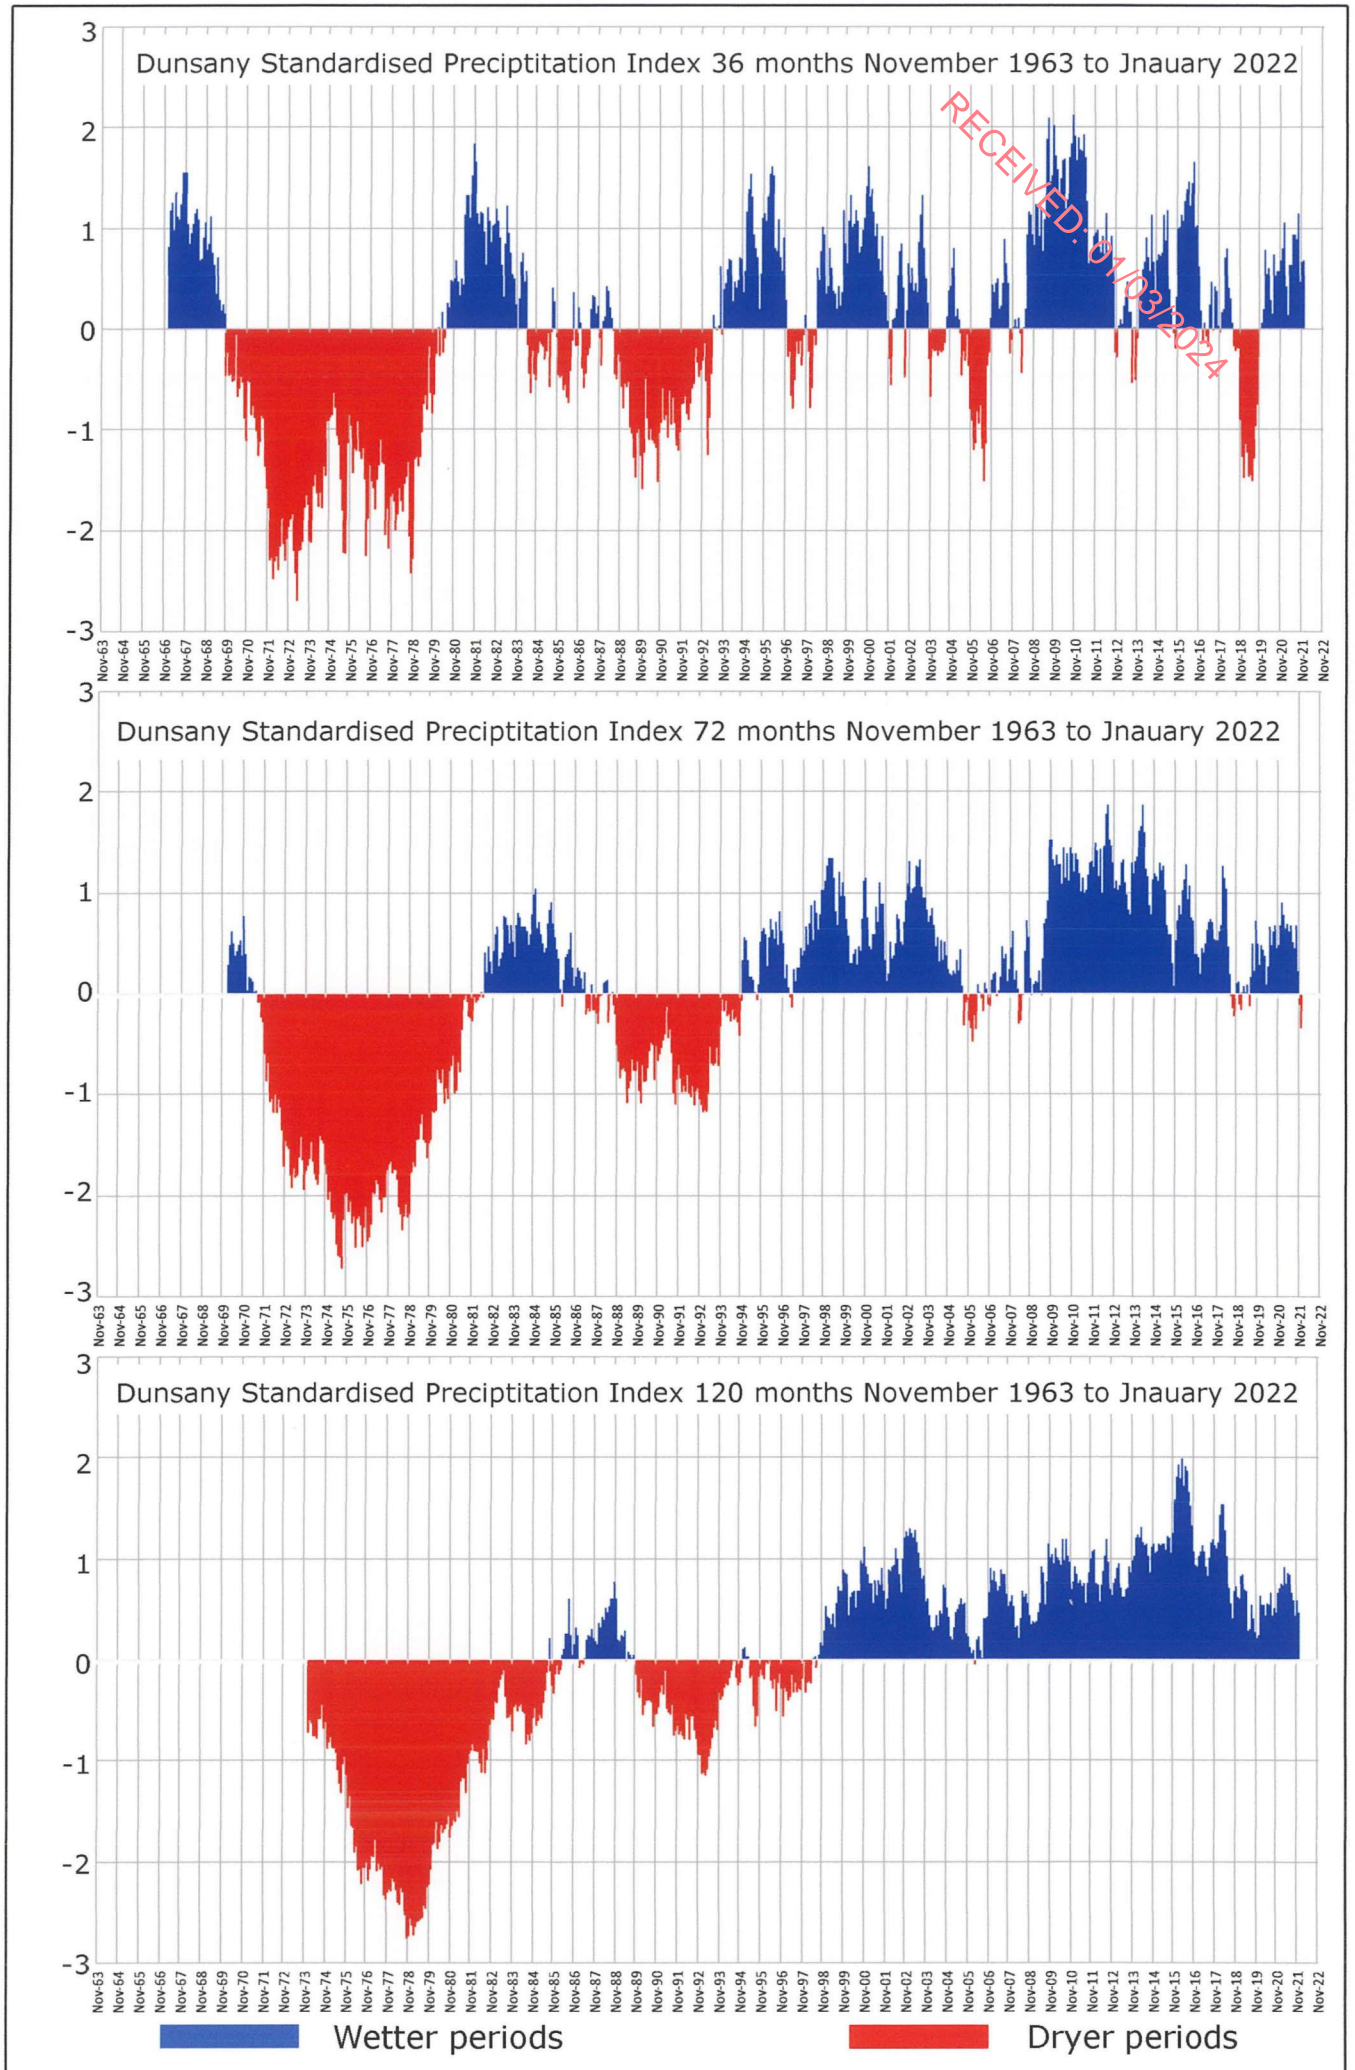 Dunsany Standardised Preciptitation Index 36 months November 1963 to Jnauary 2022
RECEIVED: 01/03/2024
3
2
1
0
-1
-2
-3
Nov-63 Nov-64 Nov-65 Nov-66 Nov-67 Nov-68 Nov-69 Nov-70 Nov-71 Nov-72 Nov-73 Nov-74 Nov-75 Nov-76 Nov-77 Nov-78 Nov-79 Nov-80 Nov-81 Nov-82 Nov-83 Nov-84 Nov-85 Nov-86 Nov-87 Nov-88 Nov-89 Nov-90 Nov-91 Nov-92 Nov-93 Nov-94 Nov-95 Nov-96 Nov-97 Nov-98 Nov-99 Nov-00 Nov-01 Nov-02 Nov-03 Nov-04 Nov-05 Nov-06 Nov-07 Nov-08 Nov-09 Nov-10 Nov-11 Nov-12 Nov-13 Nov-14 Nov-15 Nov-16 Nov-17 Nov-18 Nov-19 Nov-20 Nov-21 Nov-22
Dunsany Standardised Preciptitation Index 72 months November 1963 to Jnauary 2022
3
2
1
0
-1
-2
-3
Nov-63 Nov-64 Nov-65 Nov-66 Nov-67 Nov-68 Nov-69 Nov-70 Nov-71 Nov-72 Nov-73 Nov-74 Nov-75 Nov-76 Nov-77 Nov-78 Nov-79 Nov-80 Nov-81 Nov-82 Nov-83 Nov-84 Nov-85 Nov-86 Nov-87 Nov-88 Nov-89 Nov-90 Nov-91 Nov-92 Nov-93 Nov-94 Nov-95 Nov-96 Nov-97 Nov-98 Nov-99 Nov-00 Nov-01 Nov-02 Nov-03 Nov-04 Nov-05 Nov-06 Nov-07 Nov-08 Nov-09 Nov-10 Nov-11 Nov-12 Nov-13 Nov-14 Nov-15 Nov-16 Nov-17 Nov-18 Nov-19 Nov-20 Nov-21 Nov-22
Dunsany Standardised Preciptitation Index 120 months November 1963 to Jnauary 2022
3
2
1
0
-1
-2
-3
Nov-63 Nov-64 Nov-65 Nov-66 Nov-67 Nov-68 Nov-69 Nov-70 Nov-71 Nov-72 Nov-73 Nov-74 Nov-75 Nov-76 Nov-77 Nov-78 Nov-79 Nov-80 Nov-81 Nov-82 Nov-83 Nov-84 Nov-85 Nov-86 Nov-87 Nov-88 Nov-89 Nov-90 Nov-91 Nov-92 Nov-93 Nov-94 Nov-95 Nov-96 Nov-97 Nov-98 Nov-99 Nov-00 Nov-01 Nov-02 Nov-03 Nov-04 Nov-05 Nov-06 Nov-07 Nov-08 Nov-09 Nov-10 Nov-11 Nov-12 Nov-13 Nov-14 Nov-15 Nov-16 Nov-17 Nov-18 Nov-19 Nov-20 Nov-21 Nov-22
Wetter periods
Dryer periods